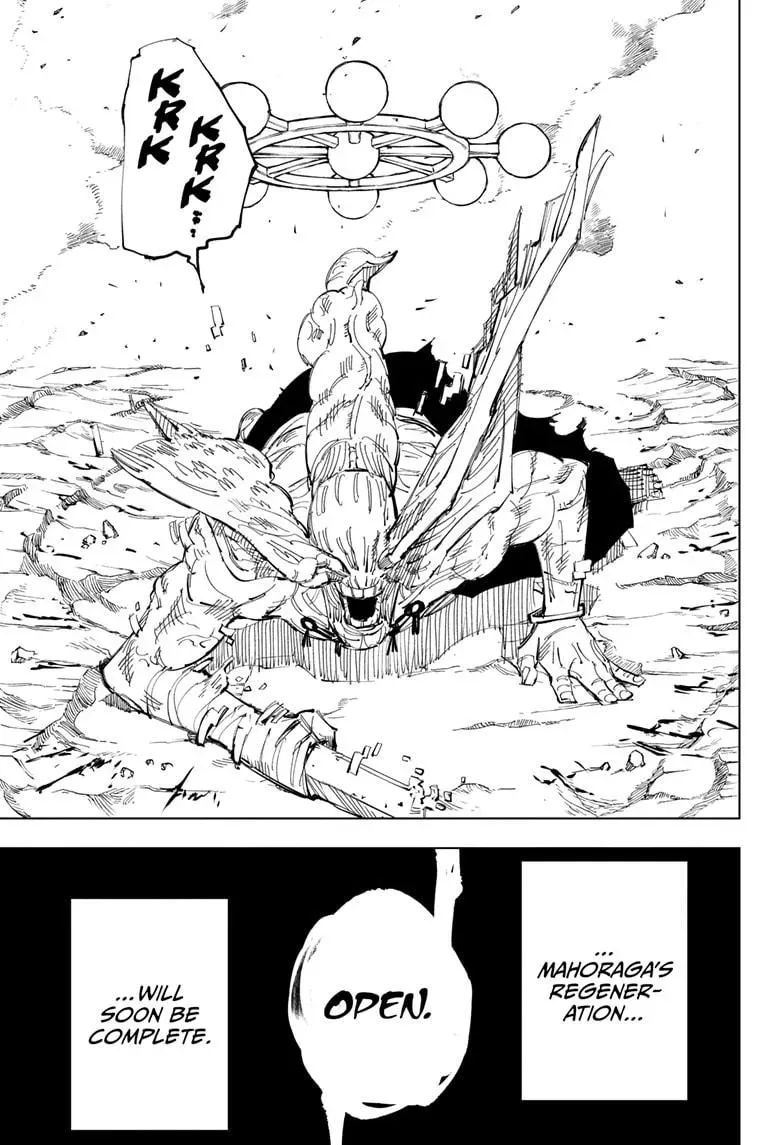 KRK
KRK...
...
MAHORAGA'S
REGENER-
ATION...
OPEN.
...WILL
SOON BE
COMPLETE.